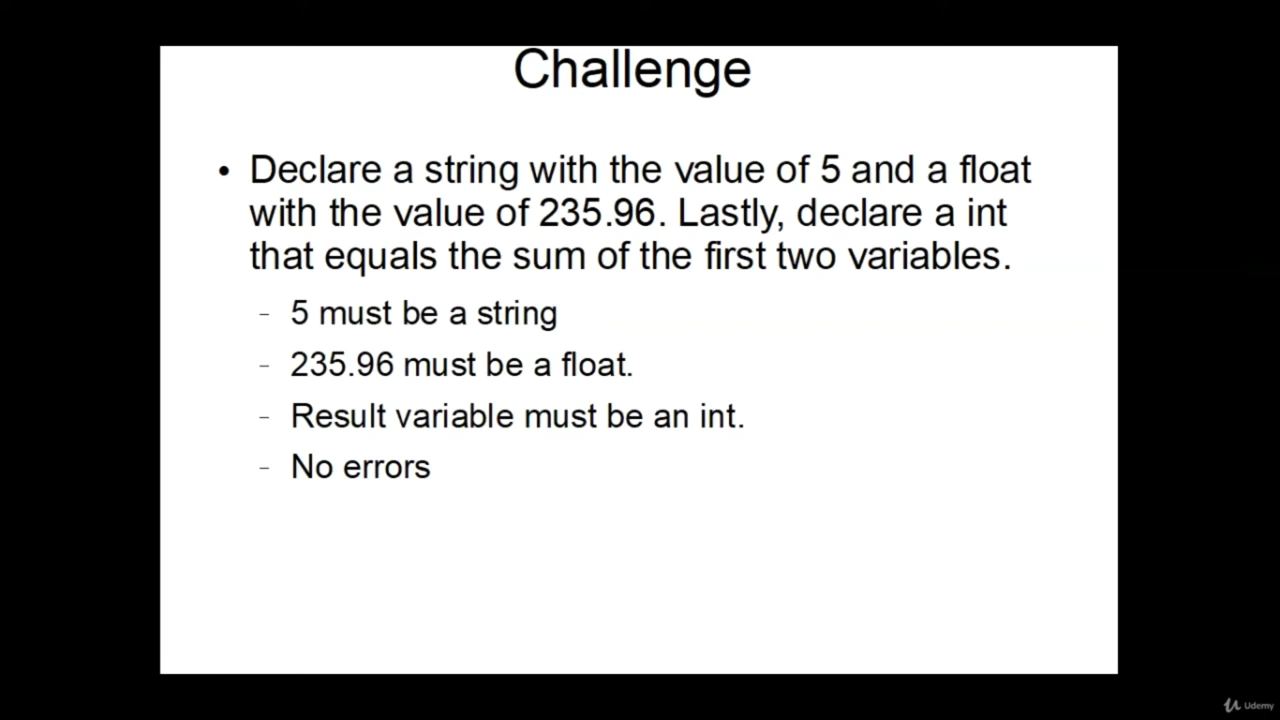 Challenge
• Declare a string with the value of 5 and a float
with the value of 235.96. Lastly, declare a int
that equals the sum of the first two variables.
– 5 must be a string
– 235.96 must be a float.
– Result variable must be an int.
– No errors
Udemy